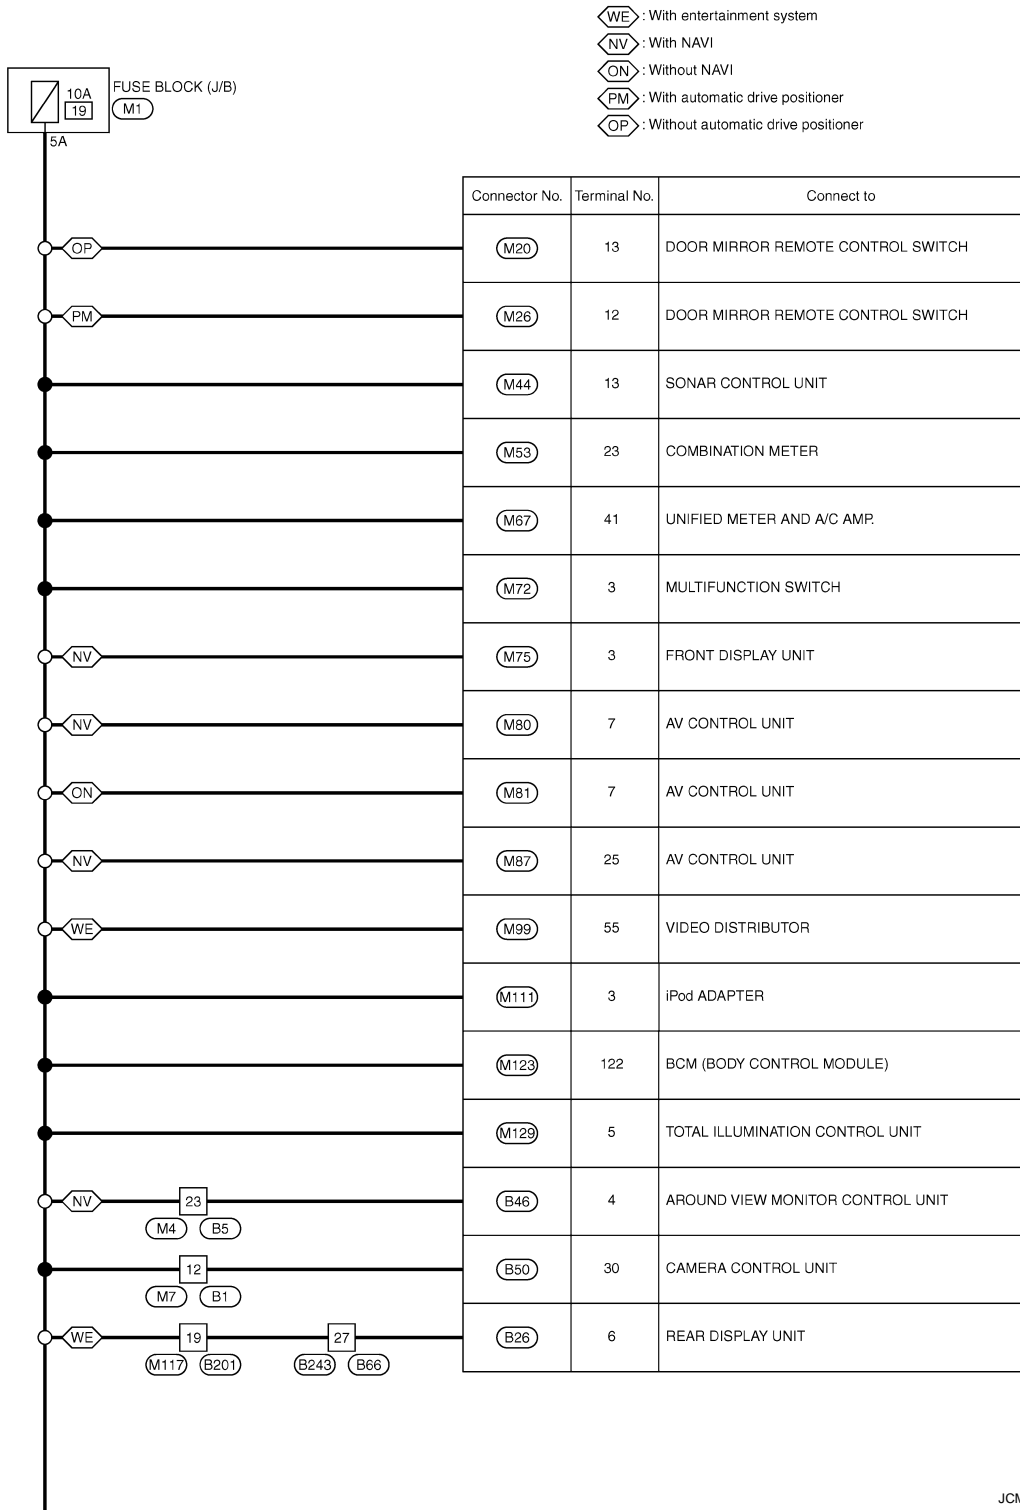 WE : With entertainment system
NV : With NAVI
ON : Without NAVI
PM : With automatic drive positioner
OP : Without automatic drive positioner
10A
19
FUSE BLOCK (J/B)
M1
5A
Connector No. Terminal No. Connect to
OP M20 13 DOOR MIRROR REMOTE CONTROL SWITCH
PM M26 12 DOOR MIRROR REMOTE CONTROL SWITCH
M44 13 SONAR CONTROL UNIT
M53 23 COMBINATION METER
M67 41 UNIFIED METER AND A/C AMP.
M72 3 MULTIFUNCTION SWITCH
NV M75 3 FRONT DISPLAY UNIT
NV M80 7 AV CONTROL UNIT
ON M81 7 AV CONTROL UNIT
NV M87 25 AV CONTROL UNIT
WE M99 55 VIDEO DISTRIBUTOR
M111 3 iPod ADAPTER
M123 122 BCM (BODY CONTROL MODULE)
M129 5 TOTAL ILLUMINATION CONTROL UNIT
NV 23 B46 4 AROUND VIEW MONITOR CONTROL UNIT
M4 B5
12 B50 30 CAMERA CONTROL UNIT
M7 B1
WE 19 27 B26 6 REAR DISPLAY UNIT
M117 B201 B243 B66